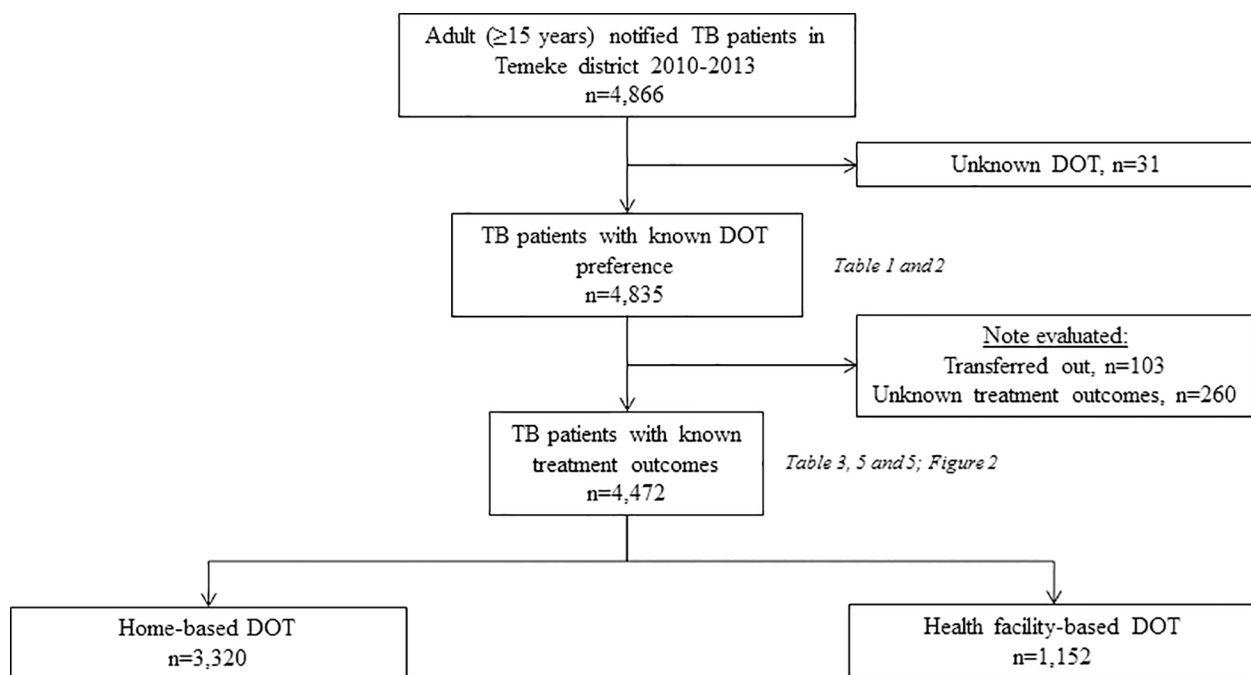 Adult (≥15 years) notified TB patients in
Temeke district 2010-2013
n=4,866
Unknown DOT, n=31
TB patients with known DOT
preference
n=4,835
Table 1 and 2
Note evaluated:
Transferred out, n=103
Unknown treatment outcomes, n=260
TB patients with known
treatment outcomes
n=4,472
Table 3, 5 and 5; Figure 2
Home-based DOT
n=3,320
Health facility-based DOT
n=1,152